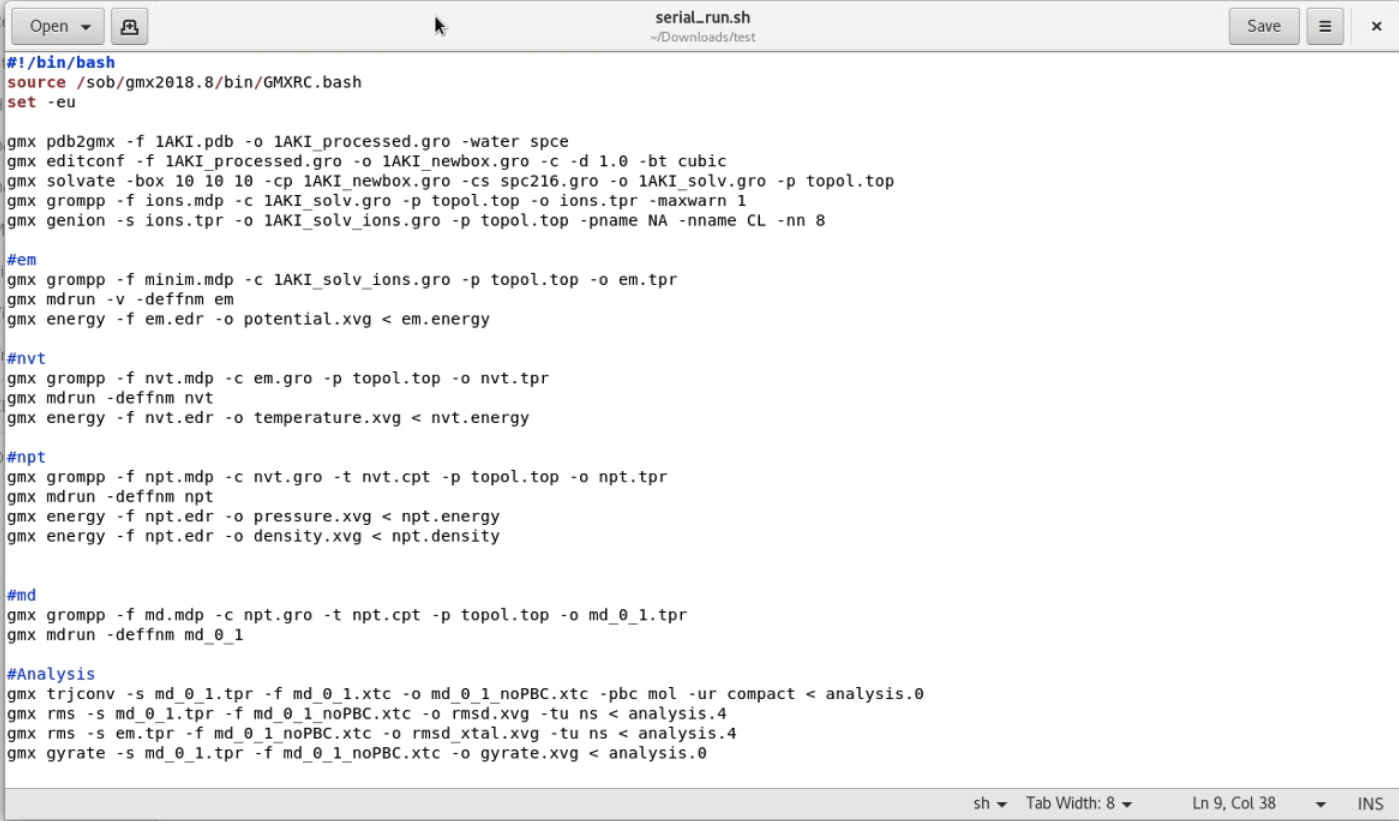 Open
serial_run.sh
~/Downloads/test
Save
#!/bin/bash
source /sob/gmx2018.8/bin/GMXRC.bash
set -eu
gmx pdb2gmx -f 1AKI.pdb -o 1AKI_processed.gro -water spce
gmx editconf -f 1AKI_processed.gro -o 1AKI_newbox.gro -c -d 1.0 -bt cubic
gmx solvate -box 10 10 10 -cp 1AKI_newbox.gro -cs spc216.gro -o 1AKI_solv.gro -p topol.top
gmx grompp -f ions.mdp -c 1AKI_solv.gro -p topol.top -o ions.tpr -maxwarn 1
gmx genion -s ions.tpr -o 1AKI_solv_ions.gro -p topol.top -pname NA -nname CL -nn 8
#em
gmx grompp -f minim.mdp -c 1AKI_solv_ions.gro -p topol.top -o em.tpr
gmx mdrun -v -deffnm em
gmx energy -f em.edr -o potential.xvg < em.energy
#nvt
gmx grompp -f nvt.mdp -c em.gro -p topol.top -o nvt.tpr
gmx mdrun -deffnm nvt
gmx energy -f nvt.edr -o temperature.xvg < nvt.energy
#npt
gmx grompp -f npt.mdp -c nvt.gro -t nvt.cpt -p topol.top -o npt.tpr
gmx mdrun -deffnm npt
gmx energy -f npt.edr -o pressure.xvg < npt.energy
gmx energy -f npt.edr -o density.xvg < npt.density
#md
gmx grompp -f md.mdp -c npt.gro -t npt.cpt -p topol.top -o md_0_1.tpr
gmx mdrun -deffnm md_0_1
#Analysis
gmx trjconv -s md_0_1.tpr -f md_0_1.xtc -o md_0_1_noPBC.xtc -pbc mol -ur compact < analysis.0
gmx rms -s md_0_1.tpr -f md_0_1_noPBC.xtc -o rmsd.xvg -tu ns < analysis.4
gmx rms -s em.tpr -f md_0_1_noPBC.xtc -o rmsd_xtal.xvg -tu ns < analysis.4
gmx gyrate -s md_0_1.tpr -f md_0_1_noPBC.xtc -o gyrate.xvg < analysis.0
sh Tab Width: 8 Ln 9, Col 38 INS